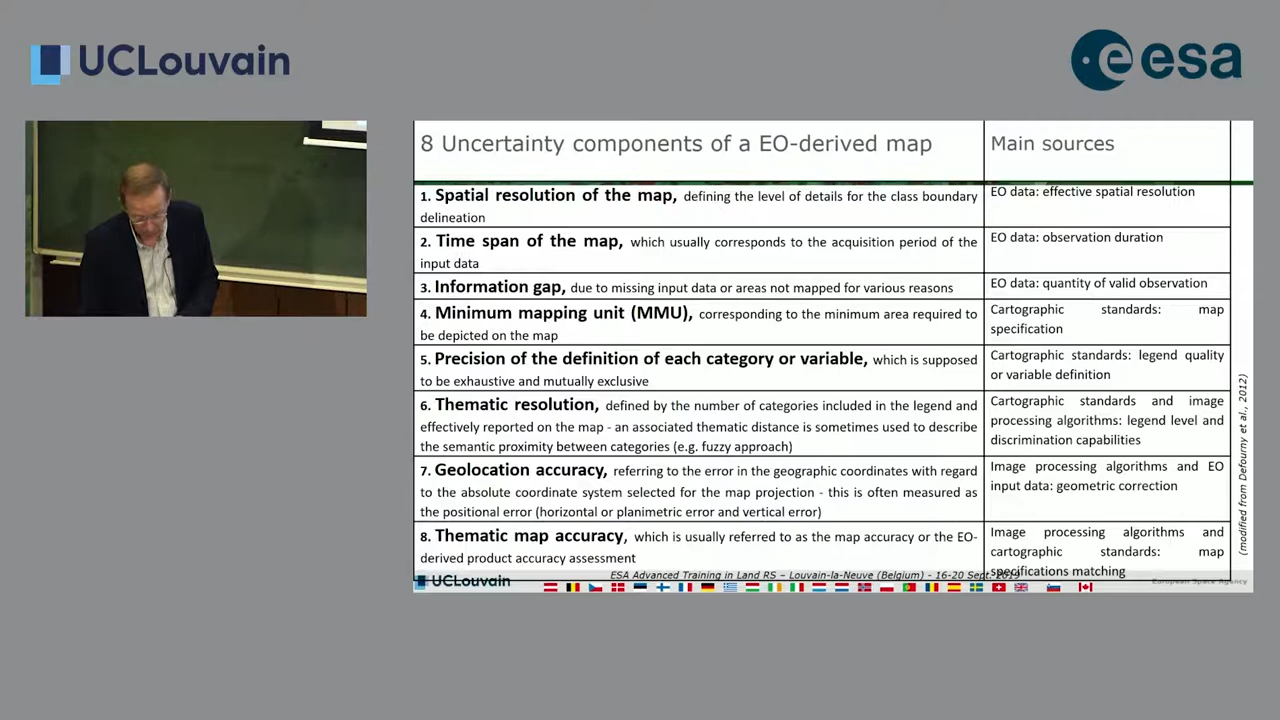 UCLouvain
esa
8 Uncertainty components of a EO-derived map
Main sources
1. Spatial resolution of the map, defining the level of details for the class boundary
delineation
EO data: effective spatial resolution
2. Time span of the map, which usually corresponds to the acquisition period of the
input data
EO data: observation duration
3. Information gap, due to missing input data or areas not mapped for various reasons
EO data: quantity of valid observation
4. Minimum mapping unit (MMU), corresponding to the minimum area required to
be depicted on the map
Cartographic standards: map
specification
5. Precision of the definition of each category or variable, which is supposed
to be exhaustive and mutually exclusive
Cartographic standards: legend quality
or variable definition
6. Thematic resolution, defined by the number of categories included in the legend and
effectively reported on the map - an associated thematic distance is sometimes used to describe
the semantic proximity between categories (e.g. fuzzy approach)
Cartographic standards and image
processing algorithms: legend level and
discrimination capabilities
7. Geolocation accuracy, referring to the error in the geographic coordinates with regard
to the absolute coordinate system selected for the map projection - this is often measured as
the positional error (horizontal or planimetric error and vertical error)
Image processing algorithms and EO
input data: geometric correction
8. Thematic map accuracy, which is usually referred to as the map accuracy or the EO-
derived product accuracy assessment
Image processing algorithms and
cartographic standards: map
specifications matching
(modified from Defourny et al., 2012)
UCLouvain
ESA Advanced Training in Land RS – Louvain-la-Neuve (Belgium) - 16-20 Sept. 2019
European Space Agency